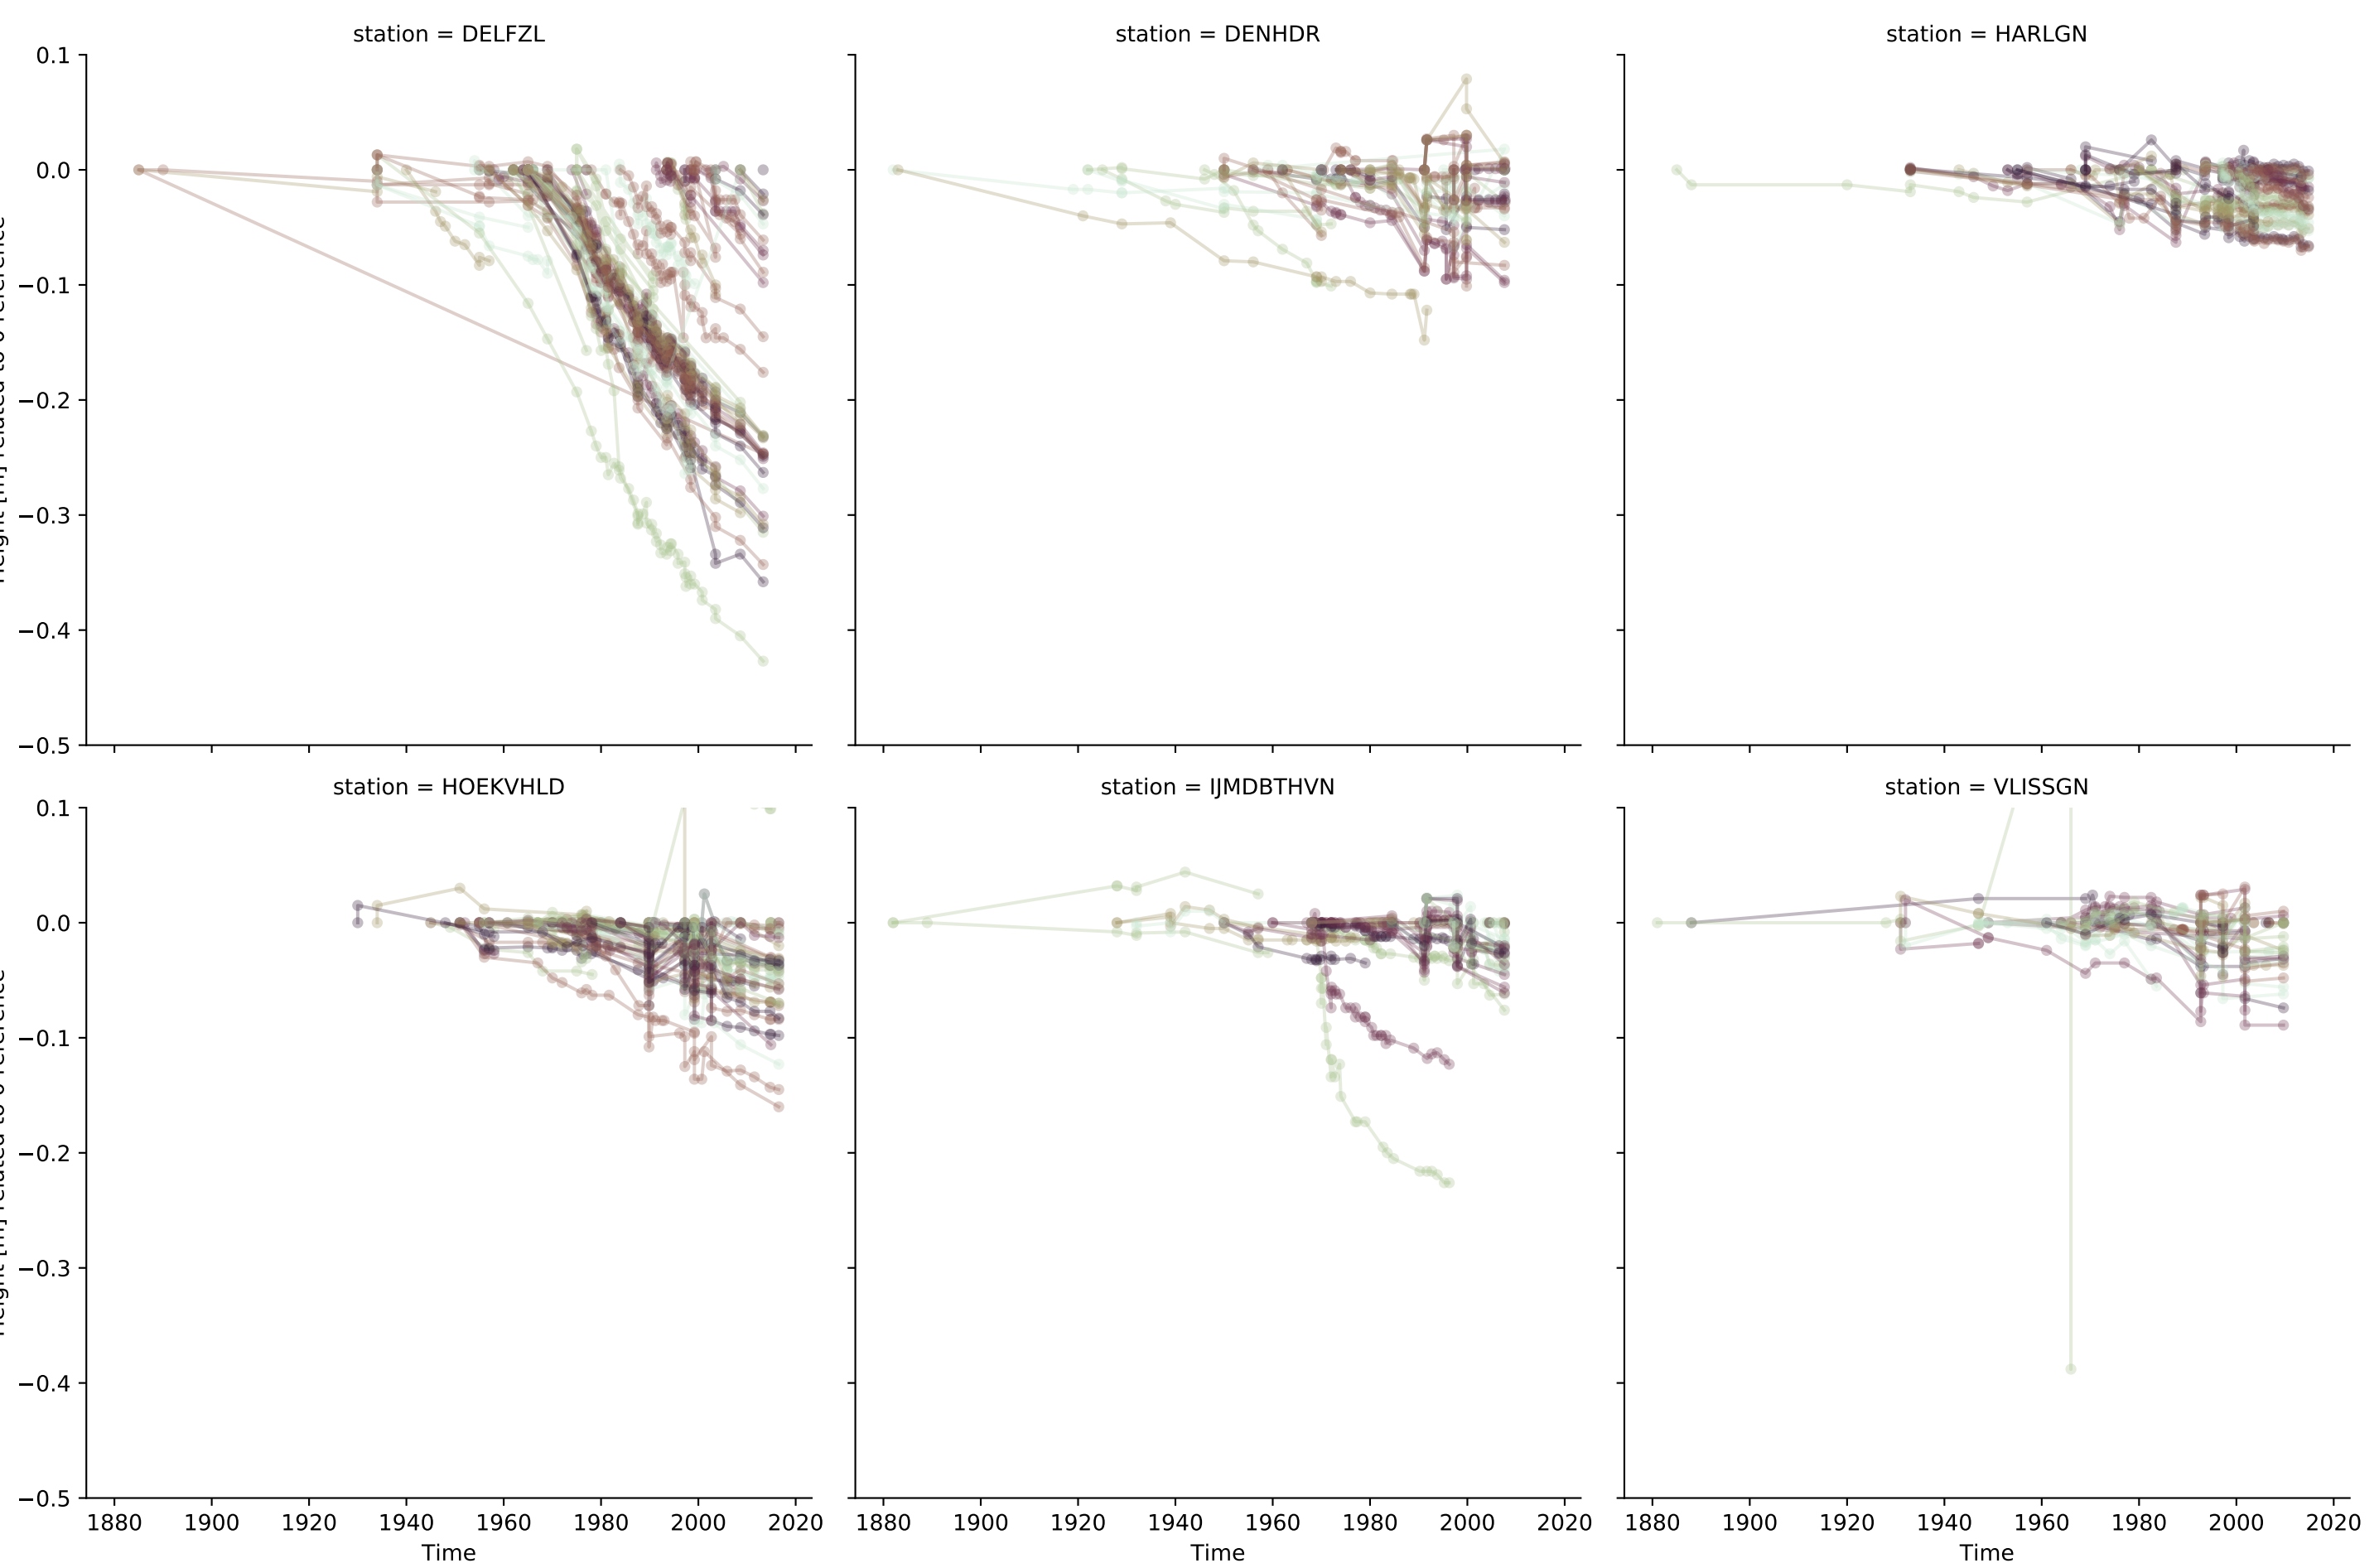 station = DELFZL
station = DENHDR
station = HARLGN
0.1
0.0
−0.1
−0.2
−0.3
−0.4
−0.5
station = HOEKVHLD
station = IJMDBTHVN
station = VLISSGN
0.1
0.0
−0.1
−0.2
−0.3
−0.4
−0.5
1880 1900 1920 1940 1960 1980 2000 2020
1880 1900 1920 1940 1960 1980 2000 2020
1880 1900 1920 1940 1960 1980 2000 2020
Time
Time
Time